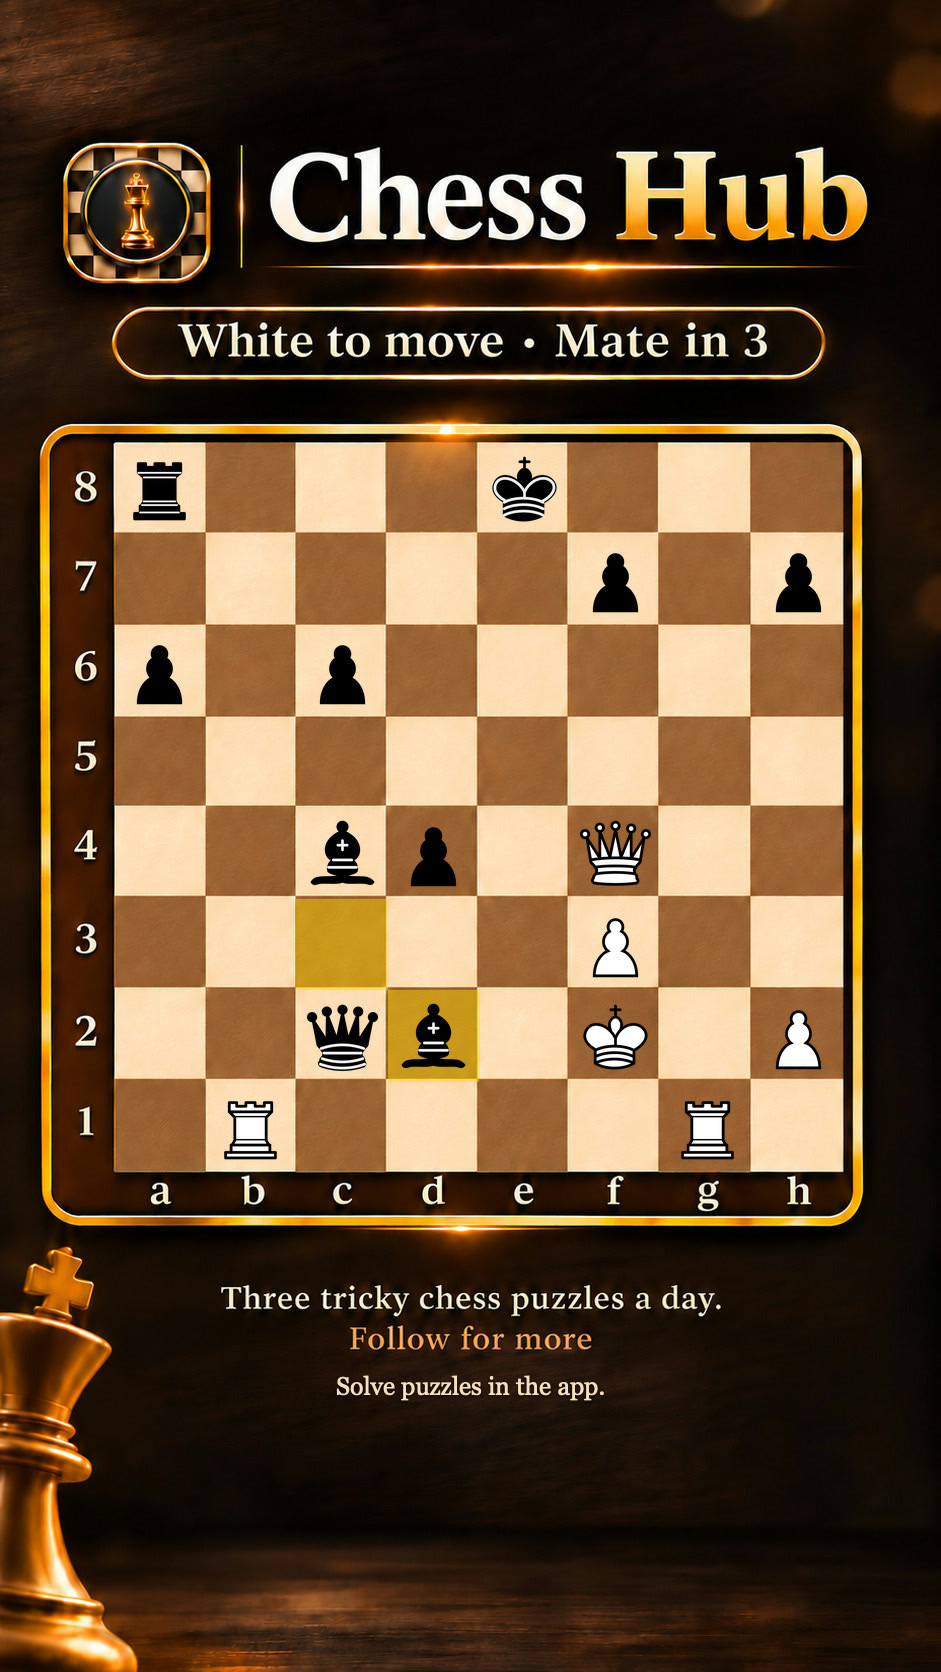 Chess Hub
White to move • Mate in 3
8
7
6
5
4
3
2
1
a b c d e f g h
Three tricky chess puzzles a day.
Follow for more
Solve puzzles in the app.